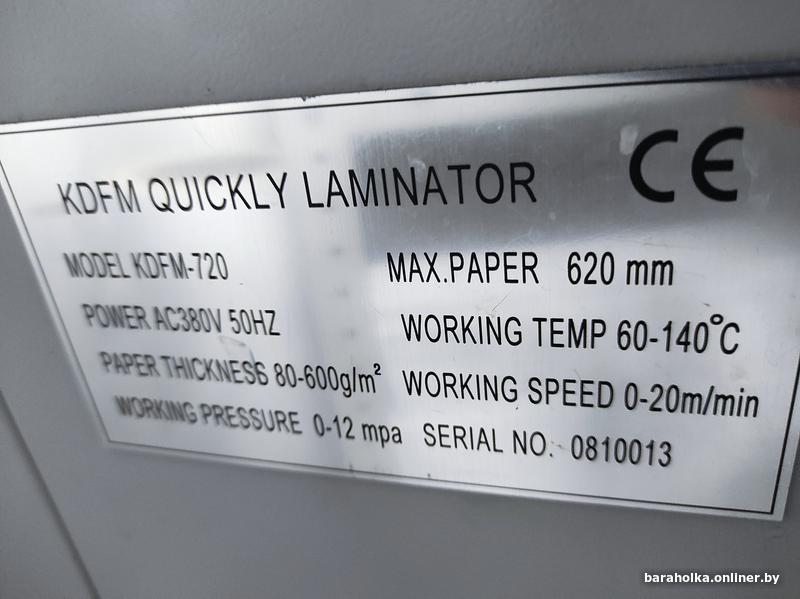 KDFM QUICKLY LAMINATOR CE
MODEL KDFM-720 MAX.PAPER 620 mm
POWER AC380V 50HZ WORKING TEMP 60-140°C
PAPER THICKNESS 80-600g/m² WORKING SPEED 0-20m/min
WORKING PRESSURE 0-12 mpa SERIAL NO. 0810013
baraholka.onliner.by